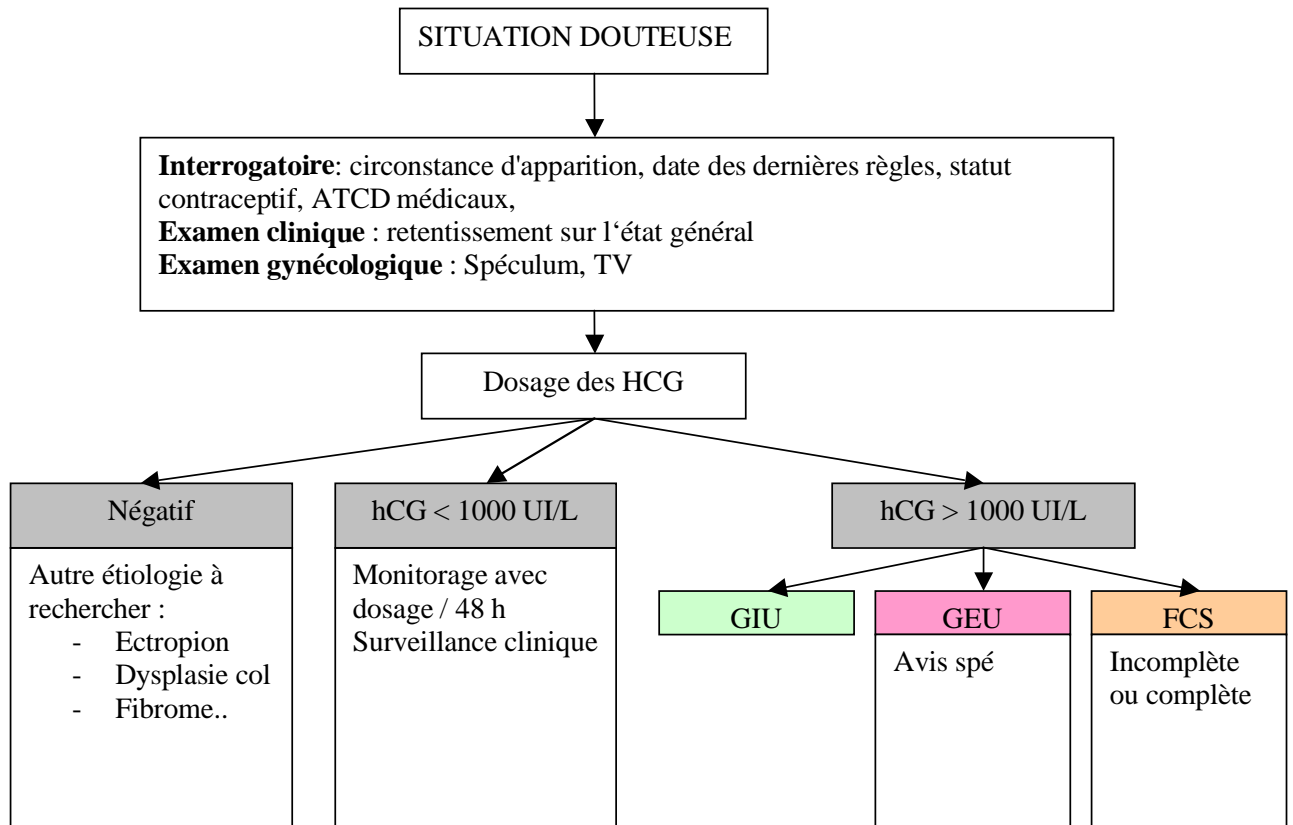 SITUATION DOUTEUSE
Interrogatoire: circonstance d'apparition, date des dernières règles, statut
contraceptif, ATCD médicaux,
Examen clinique : retentissement sur l‘état général
Examen gynécologique : Spéculum, TV
Dosage des HCG
Négatif
Autre étiologie à
rechercher :
- Ectropion
- Dysplasie col
- Fibrome..
hCG < 1000 UI/L
Monitorage avec
dosage / 48 h
Surveillance clinique
hCG > 1000 UI/L
GIU
GEU
Avis spé
FCS
Incomplète
ou complète